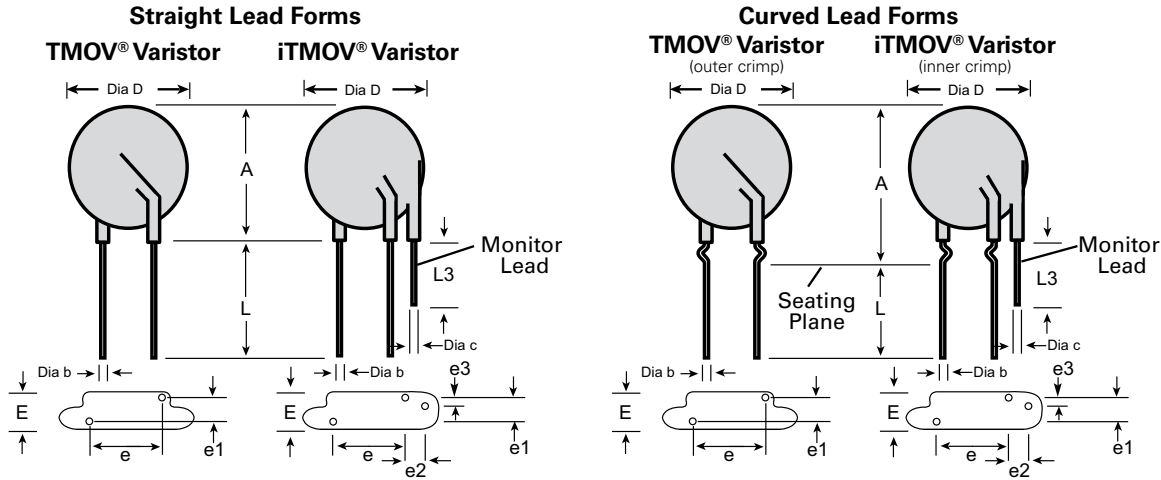 Straight Lead Forms
TMOV® Varistor
iTMOV® Varistor
Dia D
Dia D
A
L
L3
Monitor
Lead
Dia c
Dia b
Dia b
e3
E
E
e
e1
e
e2
e1
Curved Lead Forms
TMOV® Varistor
(outer crimp)
iTMOV® Varistor
(inner crimp)
Dia D
Dia D
A
Seating
Plane
L
L3
Monitor
Lead
Dia c
Dia b
Dia b
e3
E
E
e
e1
e
e2
e1